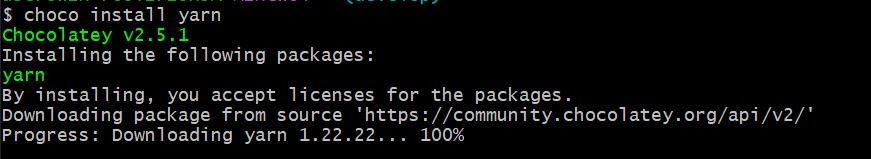 $ choco install yarn
Chocolatey v2.5.1
Installing the following packages:
yarn
By installing, you accept licenses for the packages.
Downloading package from source 'https://community.chocolatey.org/api/v2/'
Progress: Downloading yarn 1.22.22... 100%